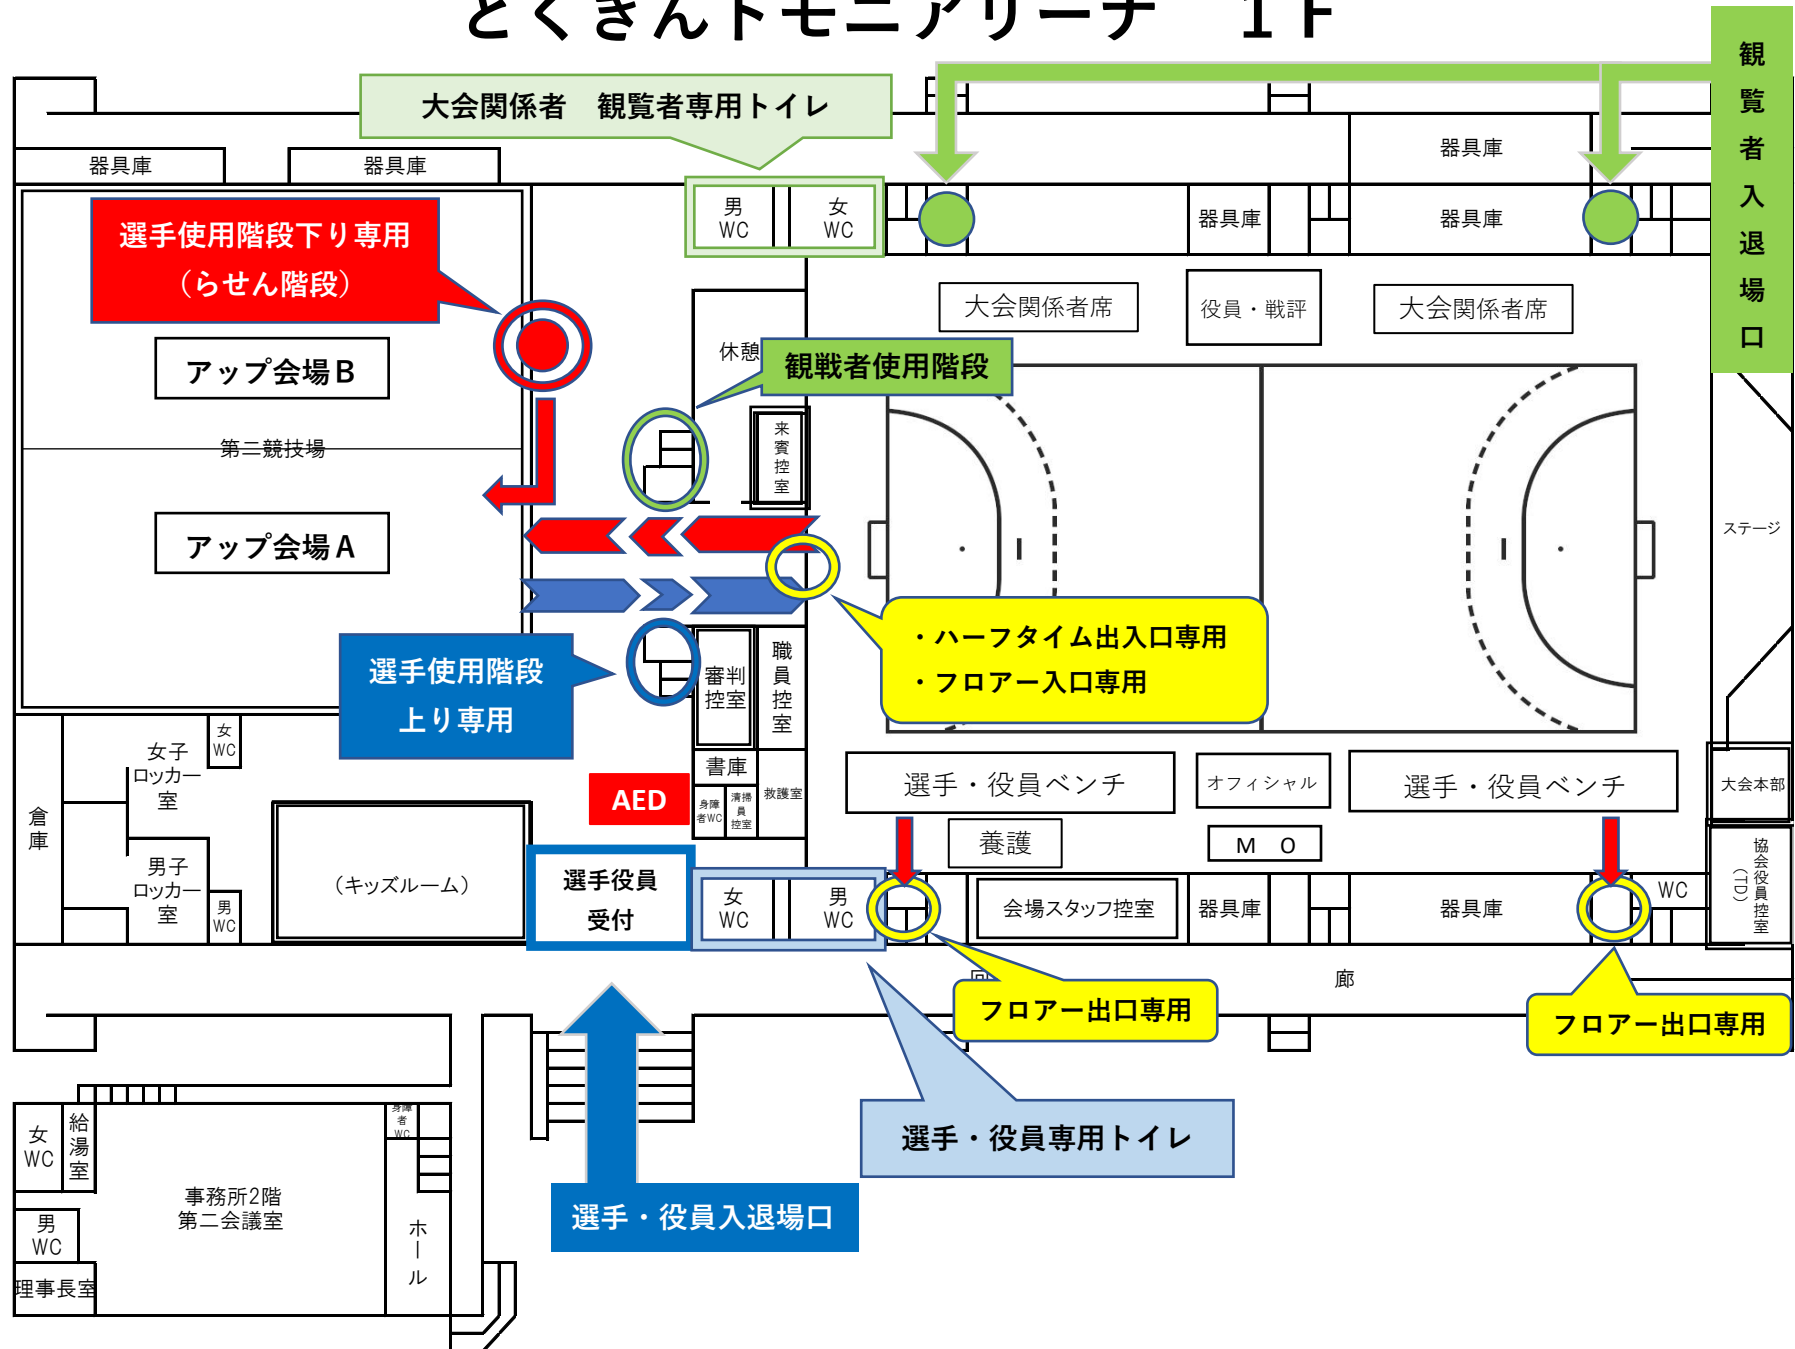 とくぎんトモニアリーナ　１Ｆ
観覧者入退場口
大会関係者　観覧者専用トイレ
器具庫
器具庫
器具庫
男
WC
女
WC
器具庫
器具庫
選手使用階段下り専用
（らせん階段）
大会関係者席
役員・戦評
大会関係者席
アップ会場Ｂ
休憩
観戦者使用階段
第二競技場
来賓控室
アップ会場Ａ
ステージ
・ハーフタイム出入口専用
・フロアー入口専用
選手使用階段
上り専用
審判
控室
職員控室
女
WC
女子
ロッカー
室
書庫
AED
身障
者WC
清掃
員
控室
救護室
選手・役員ベンチ
オフィシャル
選手・役員ベンチ
大会本部
倉庫
養護
Ｍ　Ｏ
男子
ロッカー
室
男
WC
（キッズルーム）
選手役員
受付
女
WC
男
WC
会場スタッフ控室
器具庫
器具庫
WC
協会役員控室
（TD）
廊
フロアー出口専用
フロアー出口専用
選手・役員専用トイレ
女
WC
給湯室
身障
者
WC
事務所2階
第二会議室
ホール
男
WC
理事長室
選手・役員入退場口